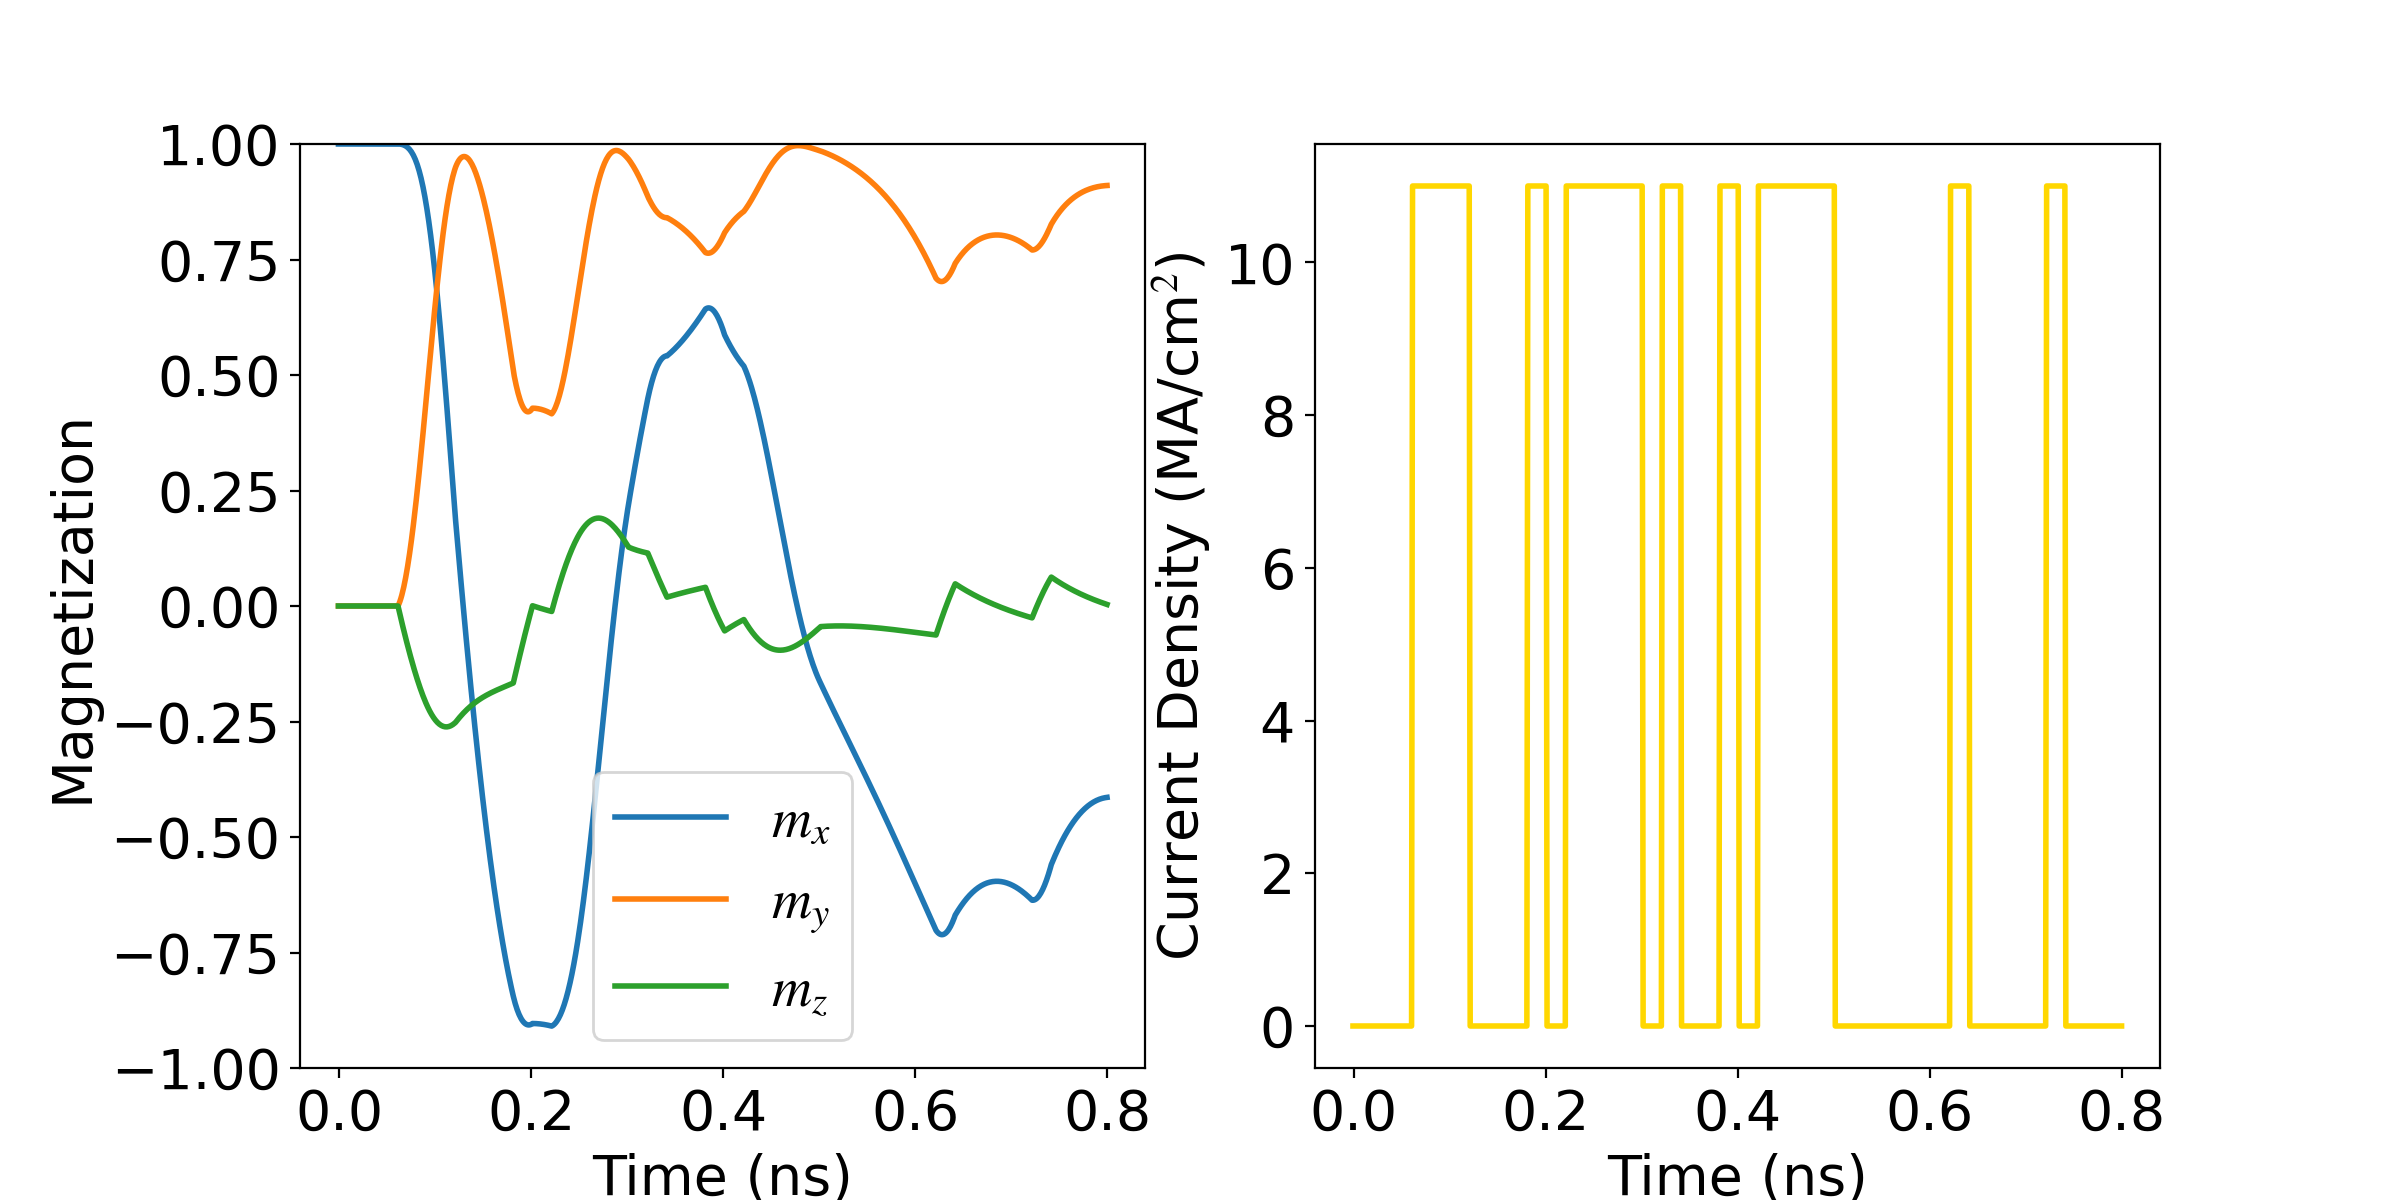 1.00
0.75
0.50
0.25
0.00
−0.25
−0.50
−0.75
−1.00
Magnetization
0.0 0.2 0.4 0.6 0.8
Time (ns)
m_x
m_y
m_z
Current Density (MA/cm²)
10
8
6
4
2
0
0.0 0.2 0.4 0.6 0.8
Time (ns)